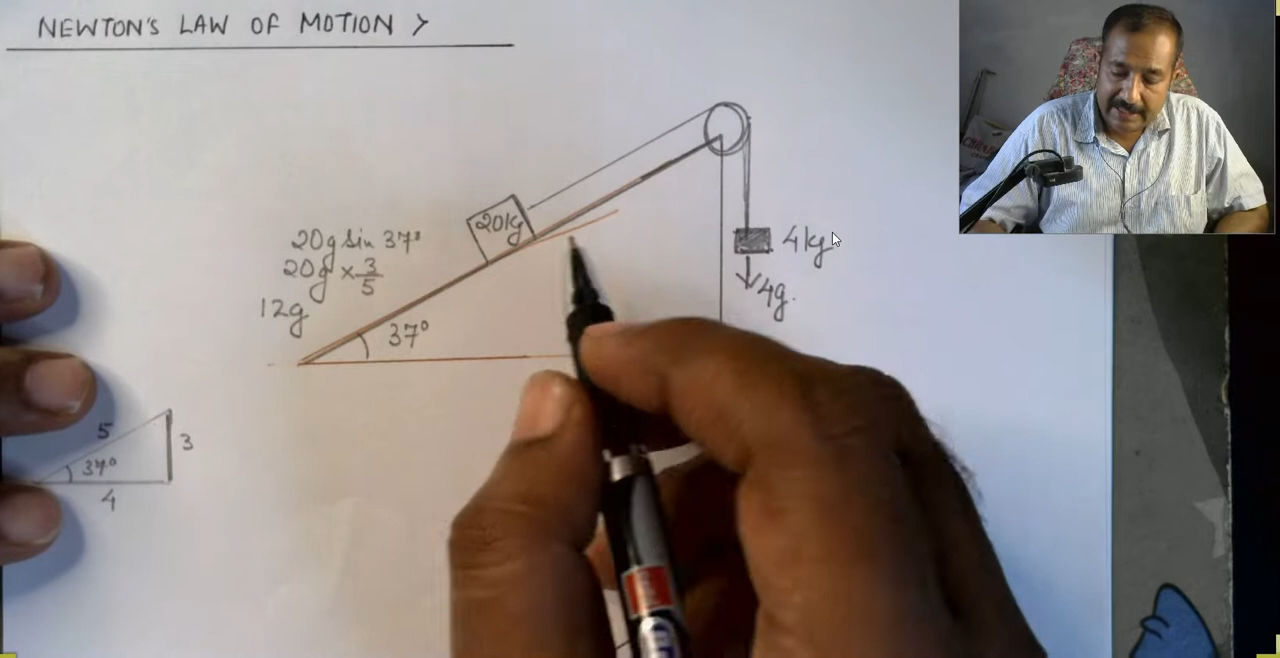 NEWTON'S LAW OF MOTION >
20g Sin 37°
20g × 3/5
12g
20kg
4kg
4g.
37°
5
3
37°
4